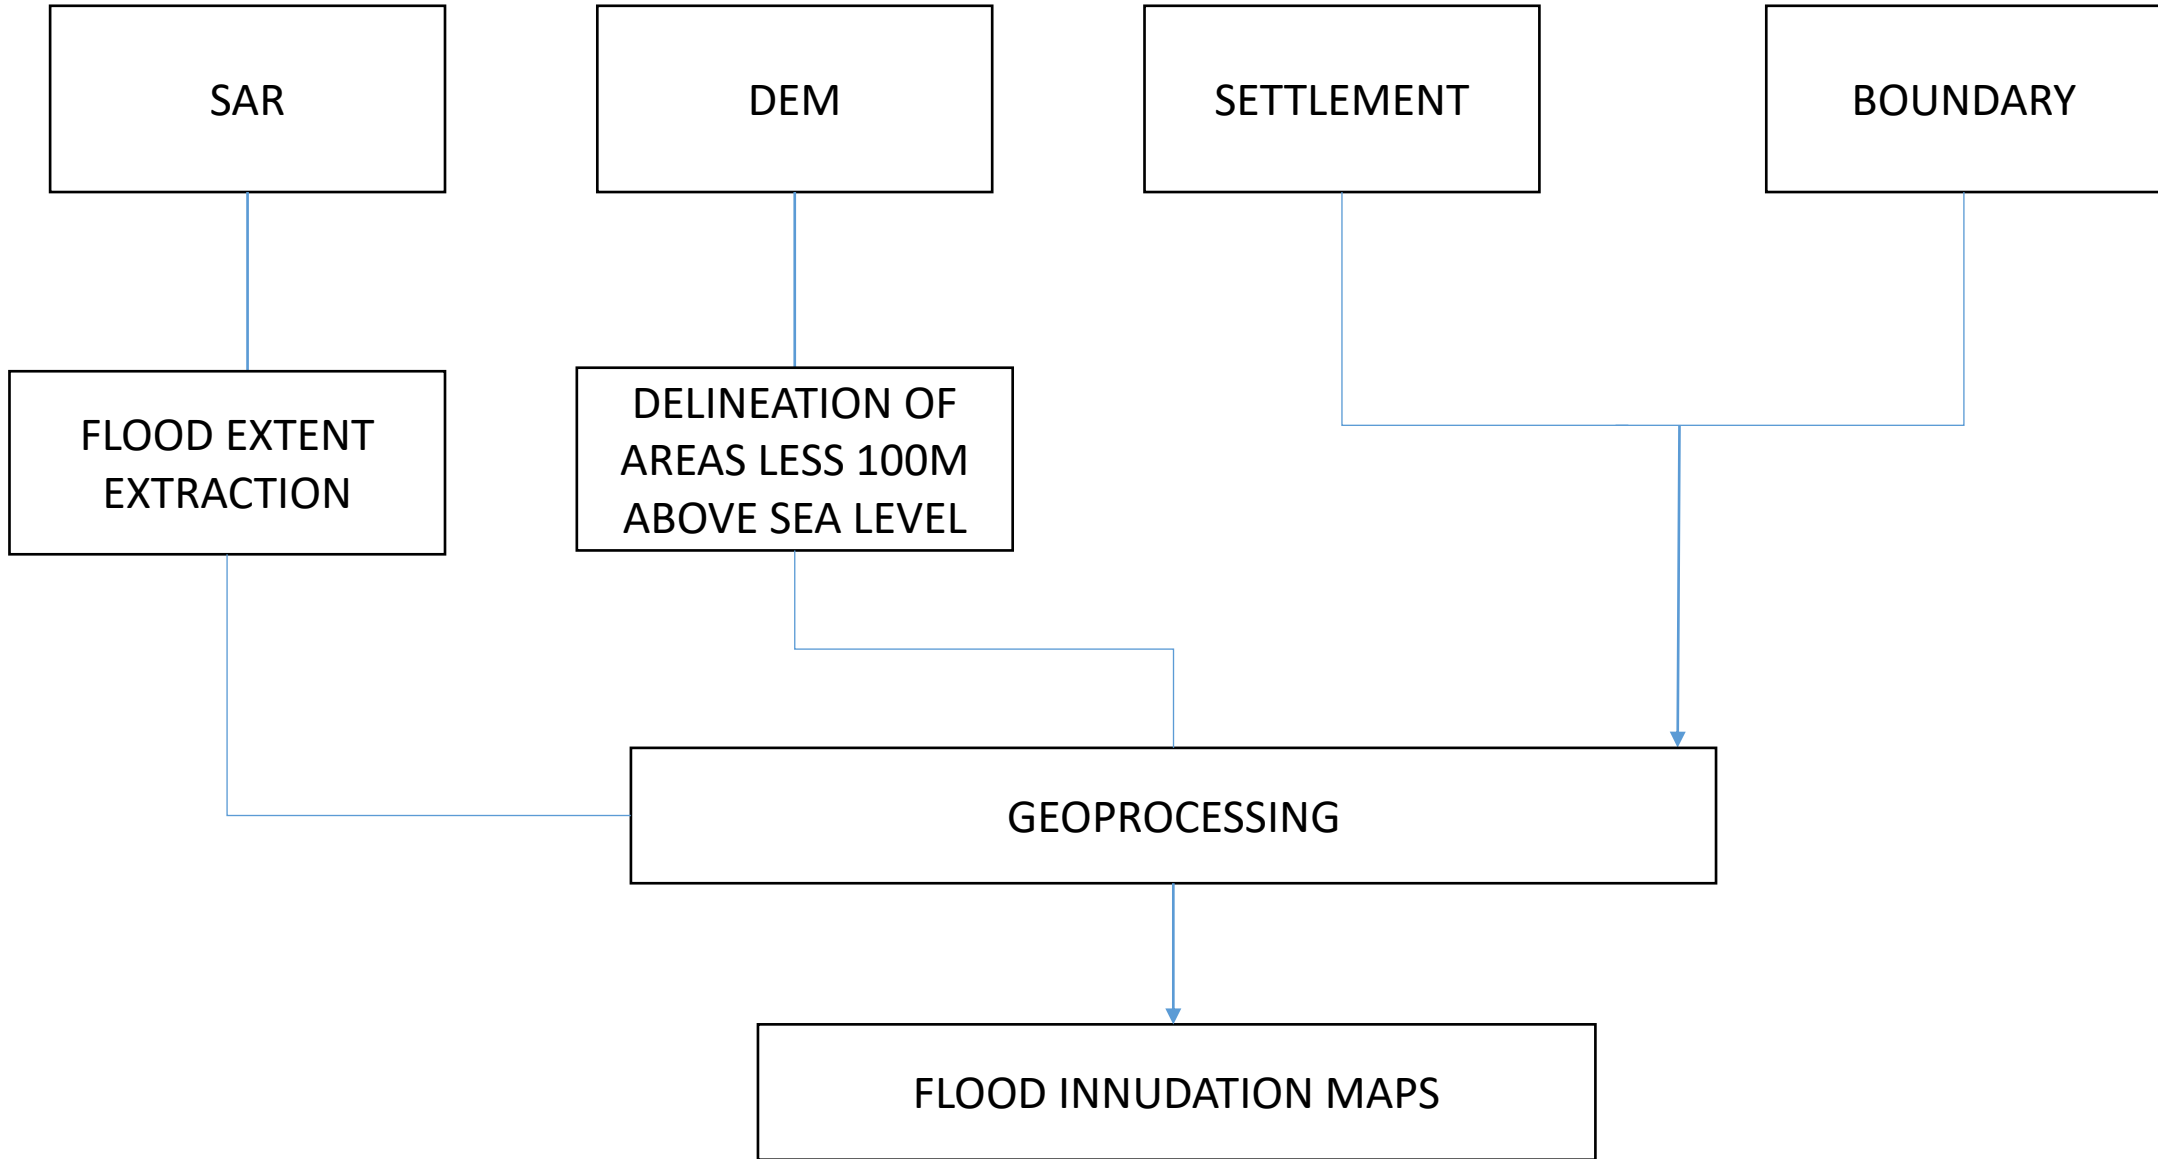 SAR
DEM
SETTLEMENT
BOUNDARY
FLOOD EXTENT
EXTRACTION
DELINEATION OF
AREAS LESS 100M
ABOVE SEA LEVEL
GEOPROCESSING
FLOOD INNUDATION MAPS